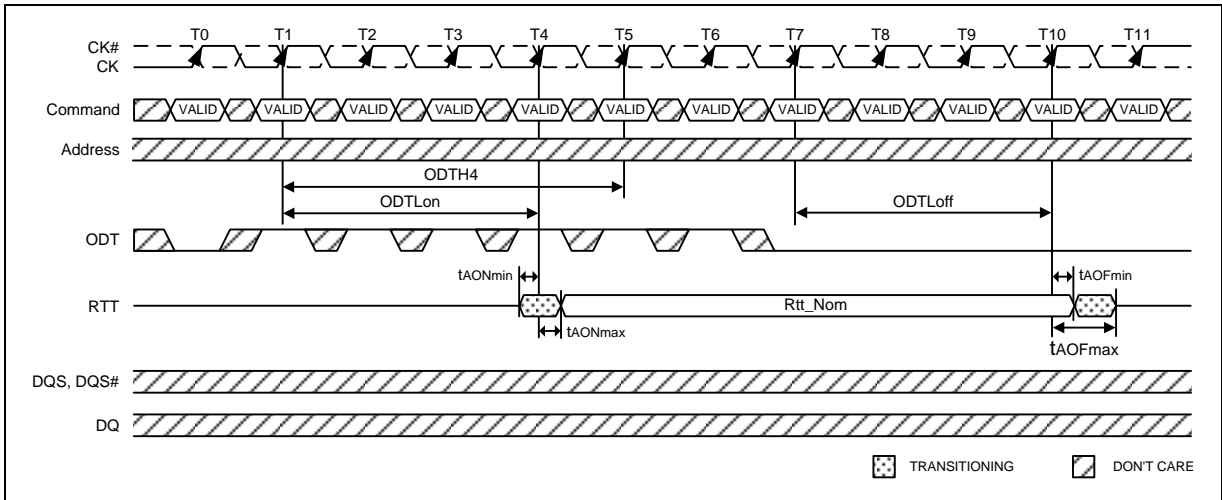 T0 T1 T2 T3 T4 T5 T6 T7 T8 T9 T10 T11
CK#
CK
Command VALID VALID VALID VALID VALID VALID VALID VALID VALID VALID VALID VALID
Address
ODTH4
ODTLon ODTLoff
ODT
tAONmin tAOFmin
RTT Rtt_Nom
tAONmax tAOFmax
DQS, DQS#
DQ
TRANSITIONING DON'T CARE